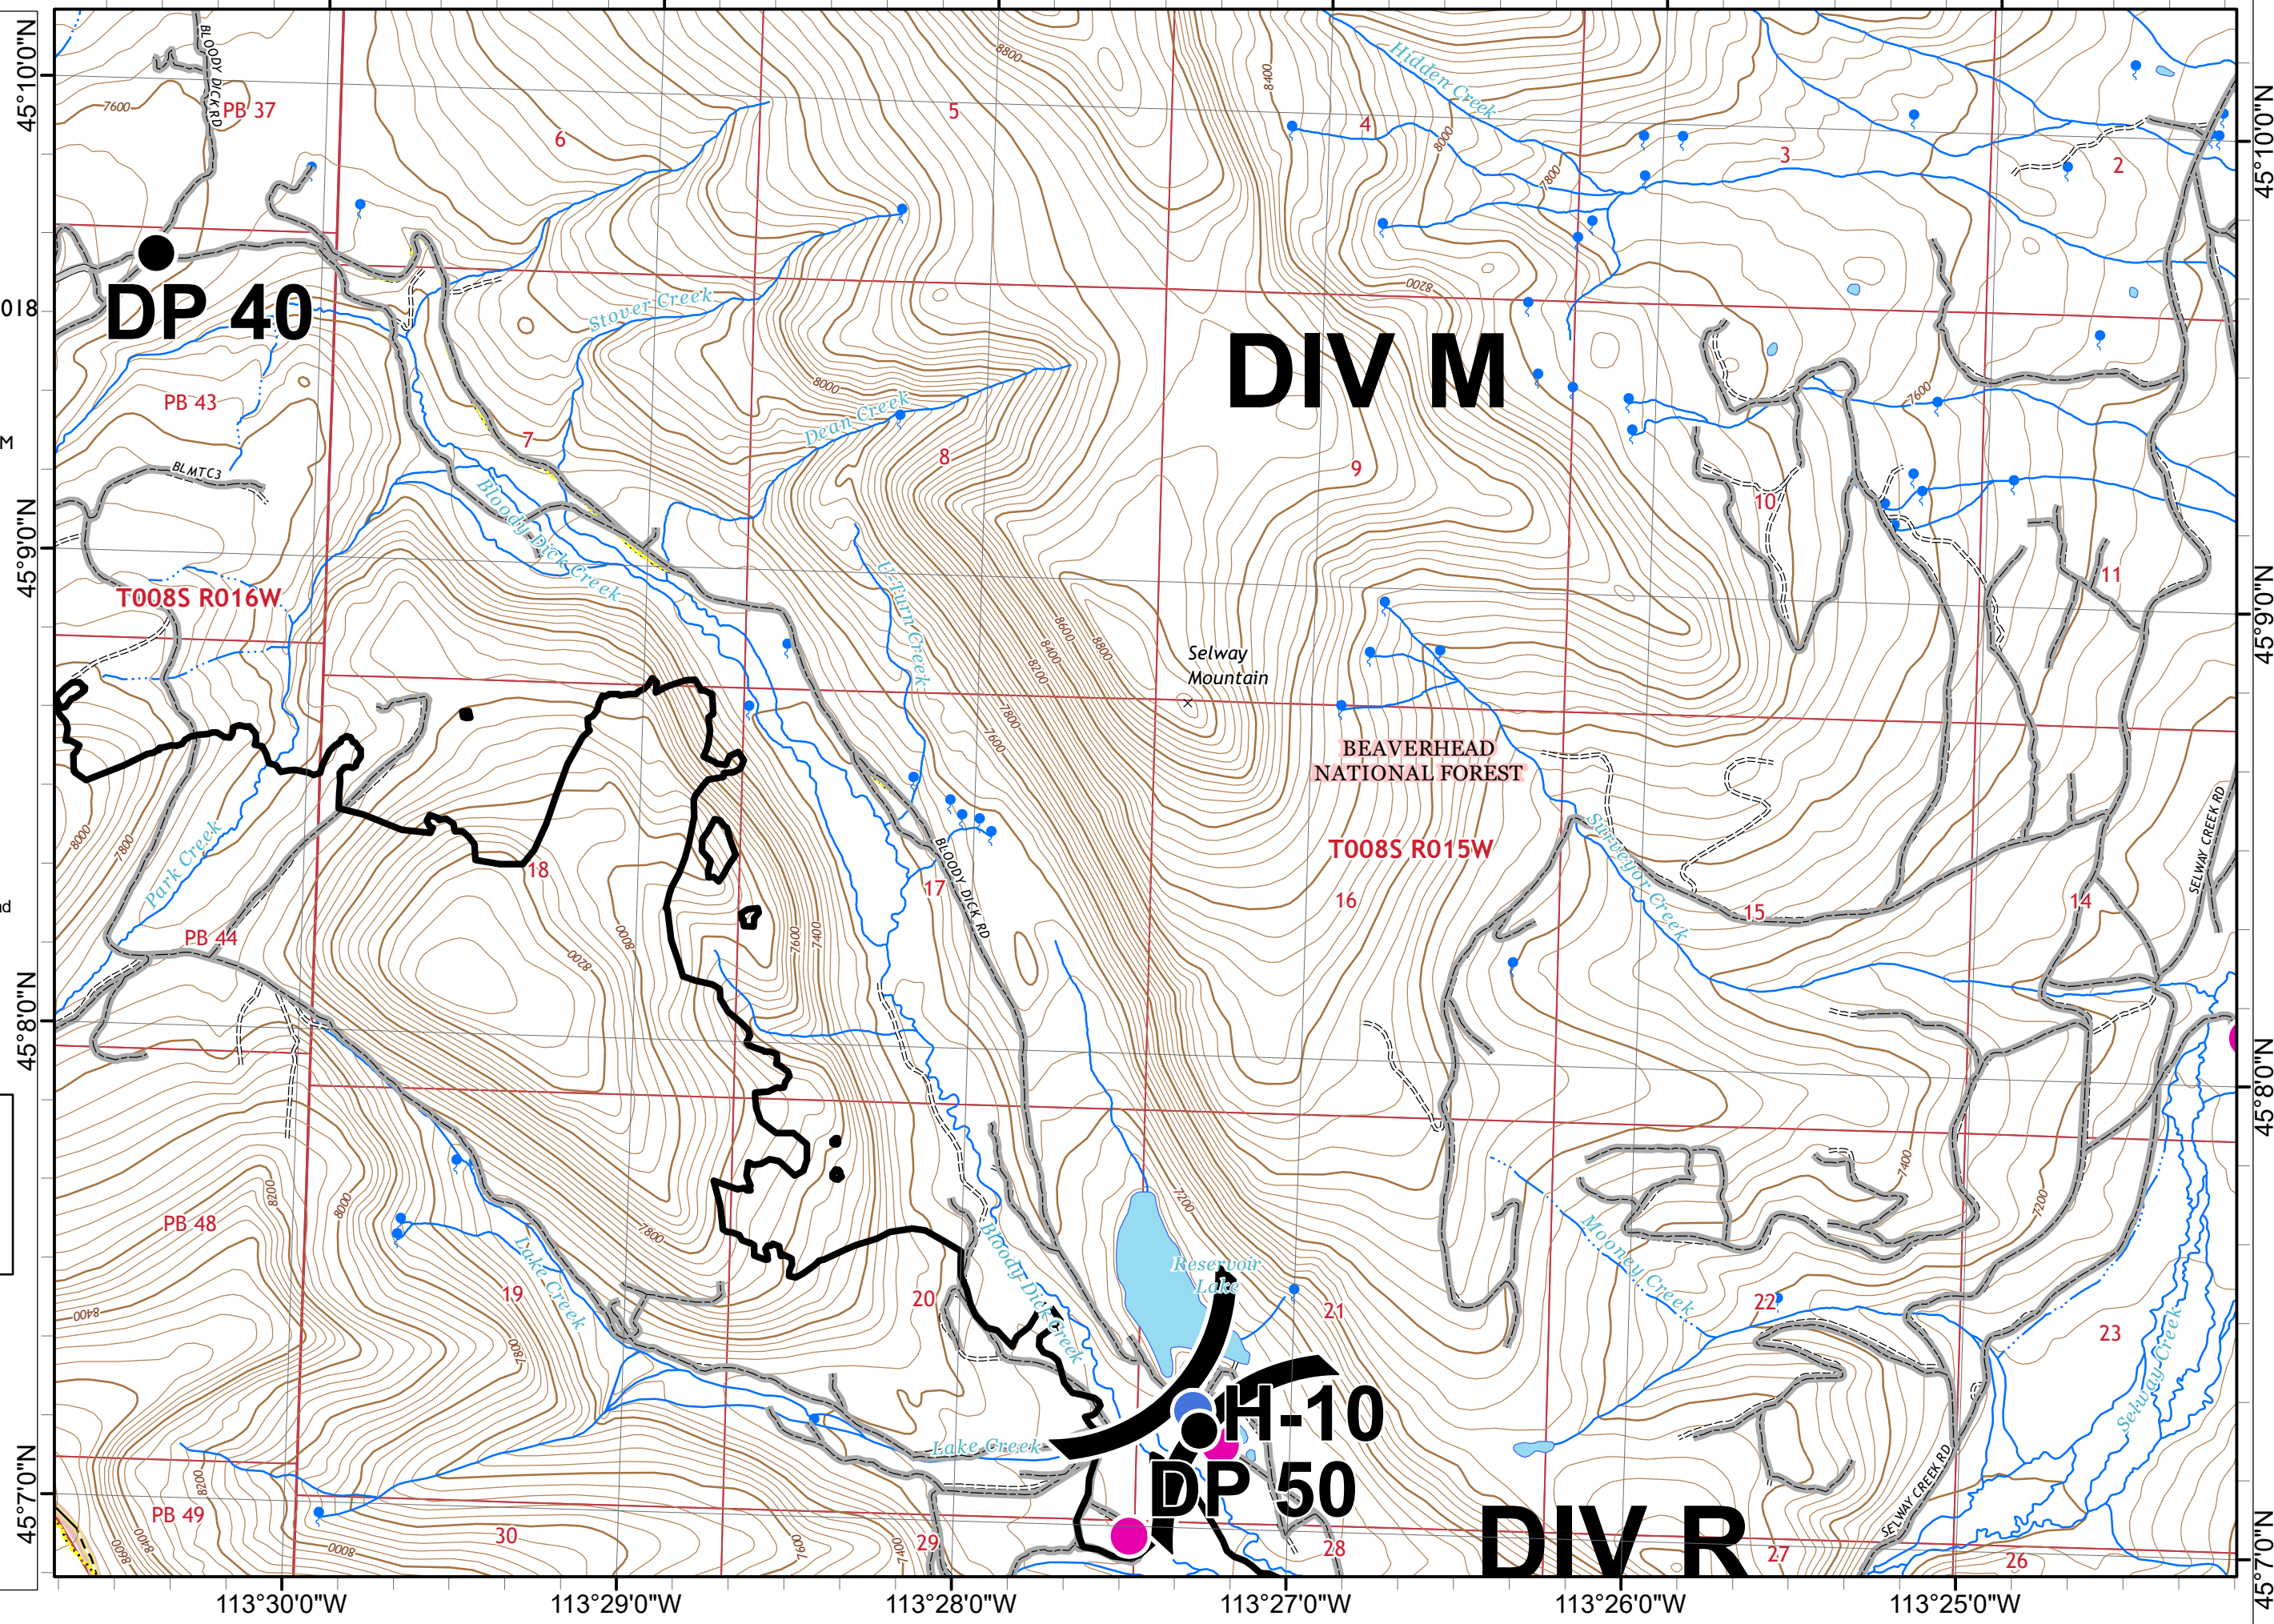 45°10'0"N
45°9'0"N
45°8'0"N
45°7'0"N
018
M
nd
BLOODY DICK RD
PB 37
7600
6
5
8800
8400
4
Hidden Creek
8000
7800
3
2
45°10'0"N
DP 40
Stover Creek
8200
DIV M
PB 43
8000
Dean Creek
7600
7
8
9
BLMTC3
10
Bloody Dick Creek
U-Turn Creek
11
T008S R016W
8600
8800
8400
8200
Selway
Mountain
45°9'0"N
7800
7600
BEAVERHEAD
NATIONAL FOREST
8000
7800
Park Creek
18
BLOODY DICK RD
17
T008S R015W
Surveyor Creek
SELWAY CREEK RD
16
15
14
PB 44
8000
8200
7600
7400
45°8'0"N
8200
8000
PB 48
7800
7200
7400
7200
Lake Creek
Bloody Dick Creek
Reservoir
Lake
Mooney Creek
19
20
21
22
23
8400
7800
Selway Creek
H-10
Lake Creek
DP 50
8200
PB 49
8600
8400
30
8000
7600
7400
29
28
DIV R
27
26
SELWAY CREEK RD
45°7'0"N
113°30'0"W
113°29'0"W
113°28'0"W
113°27'0"W
113°26'0"W
113°25'0"W